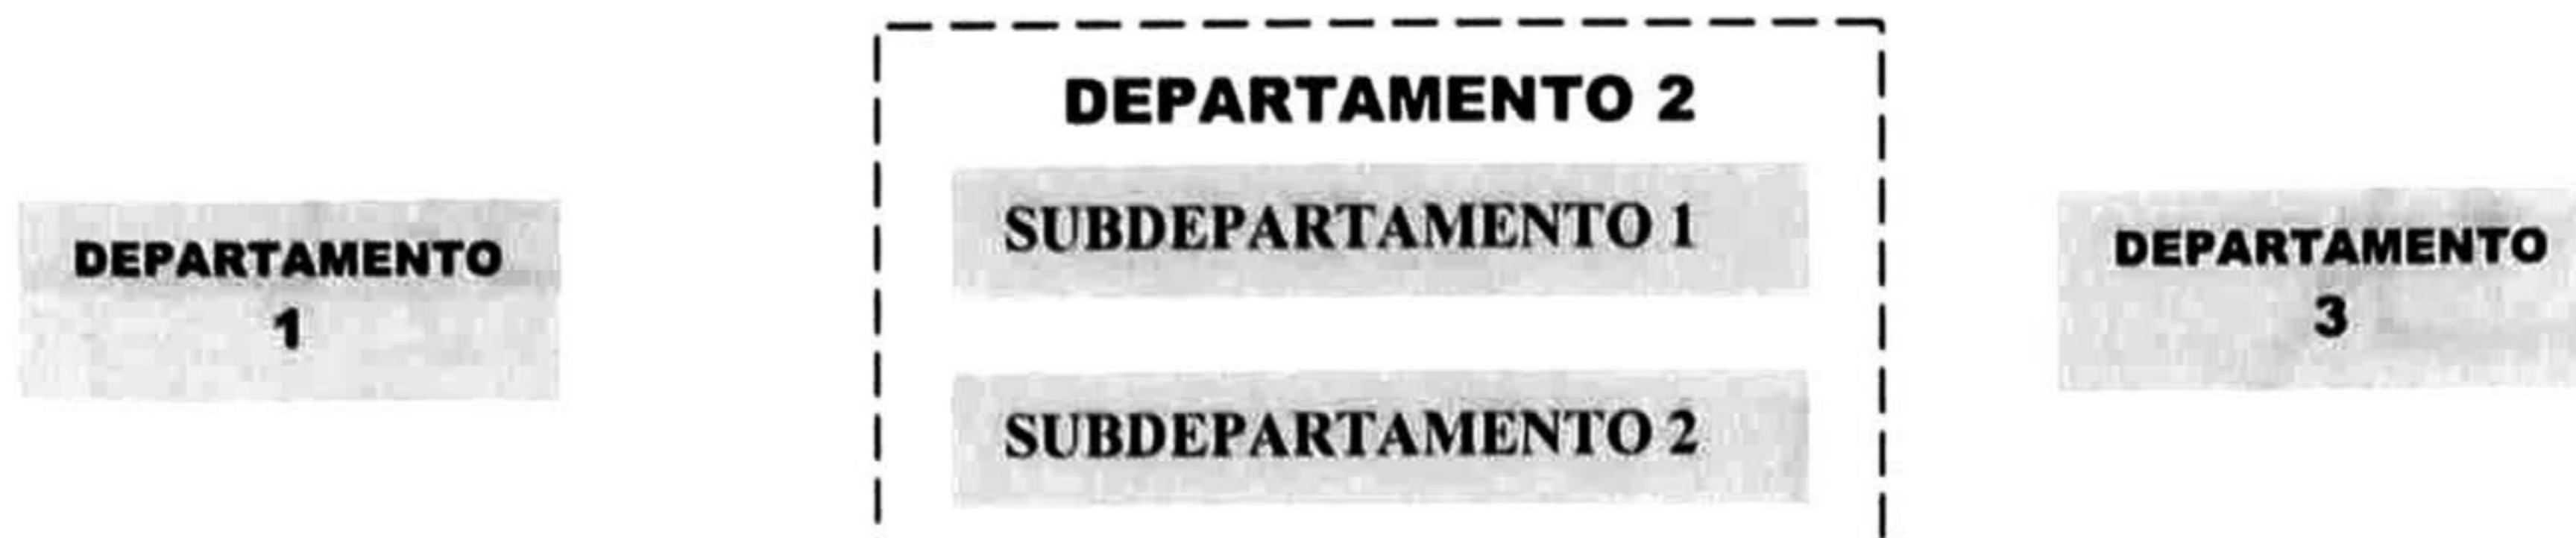 DEPARTAMENTO
1
DEPARTAMENTO 2
SUBDEPARTAMENTO 1
SUBDEPARTAMENTO 2
DEPARTAMENTO
3